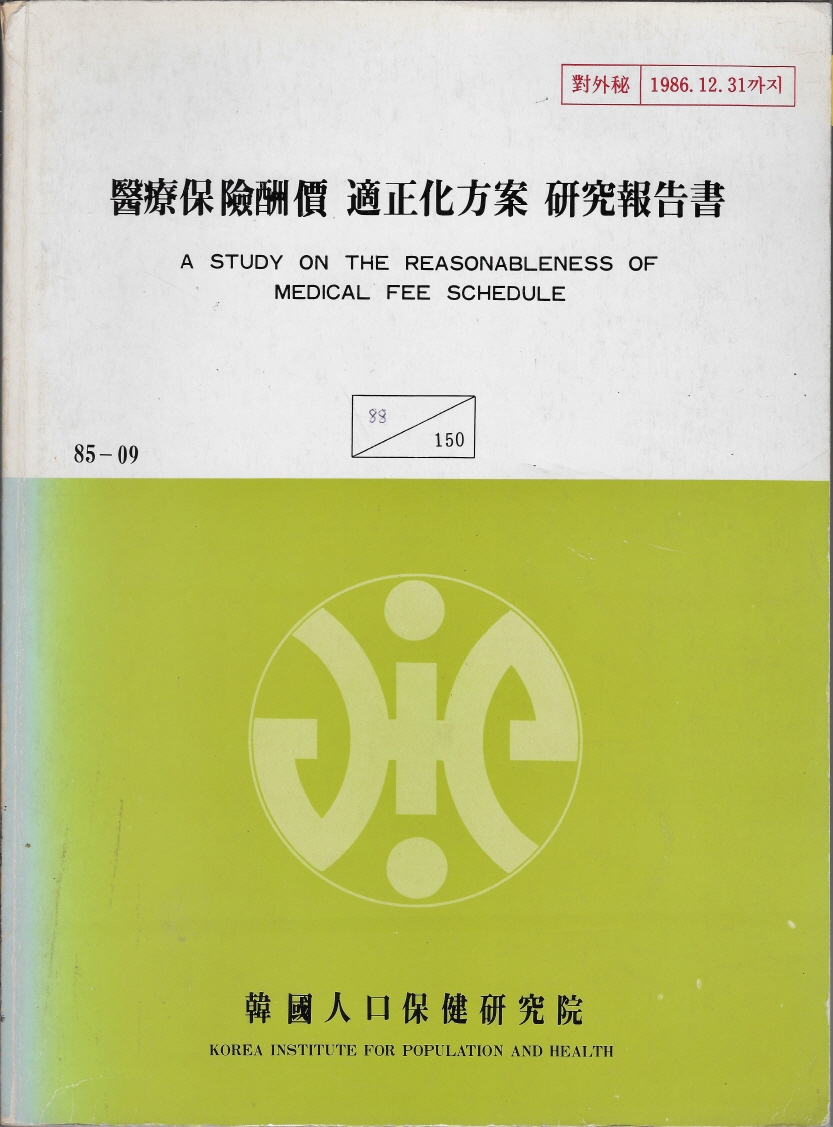 對外秘 1986.12.31까지
醫療保險酬價 適正化方案 硏究報告書
A STUDY ON THE REASONABLENESS OF
MEDICAL FEE SCHEDULE
88
150
85-09
韓國人口保健硏究院
KOREA INSTITUTE FOR POPULATION AND HEALTH